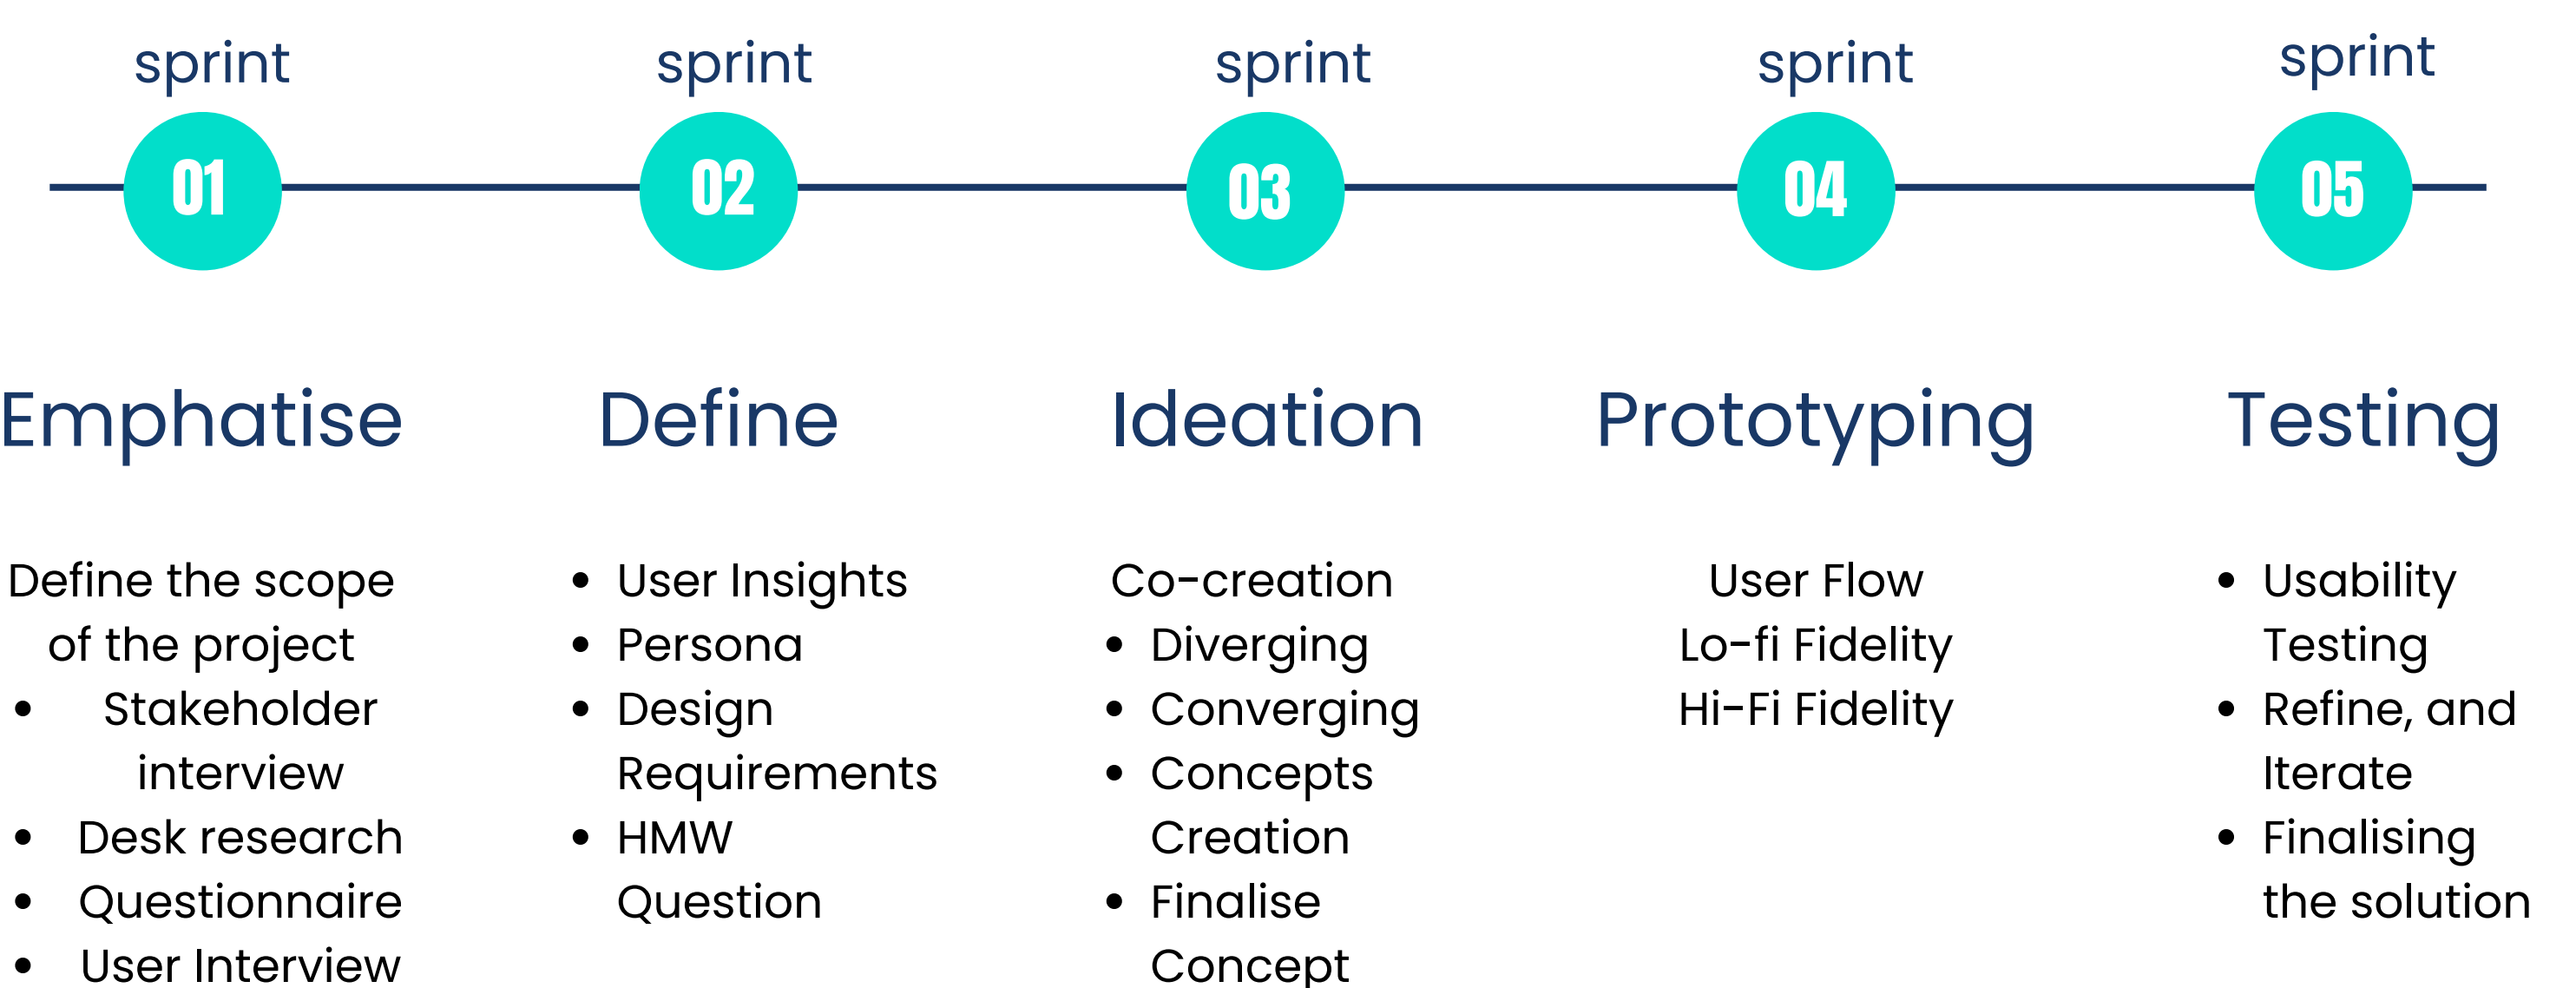 sprint
sprint
sprint
sprint
sprint
01
02
03
04
05
Emphatise
Define
Ideation
Prototyping
Testing
Define the scope
of the project
• Stakeholder
interview
• Desk research
• Questionnaire
• User Interview
• User Insights
• Persona
• Design
Requirements
• HMW
Question
Co-creation
• Diverging
• Converging
• Concepts
Creation
• Finalise
Concept
User Flow
Lo-fi Fidelity
Hi-Fi Fidelity
• Usability
Testing
• Refine, and
Iterate
• Finalising
the solution